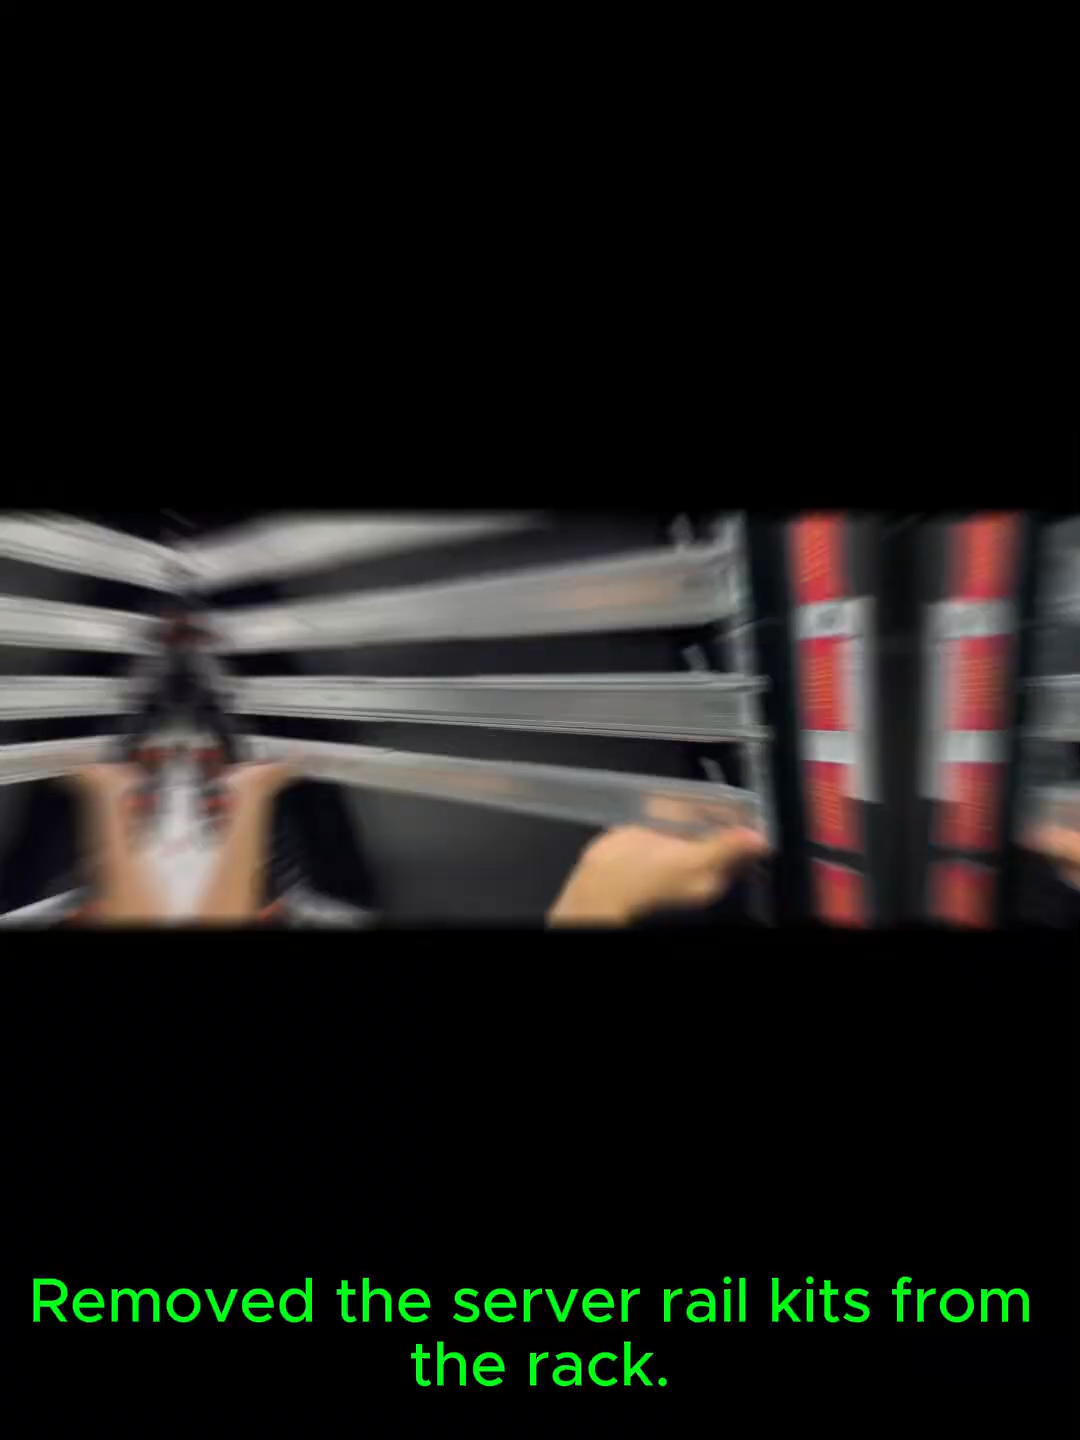 Removed the server rail kits from
the rack.